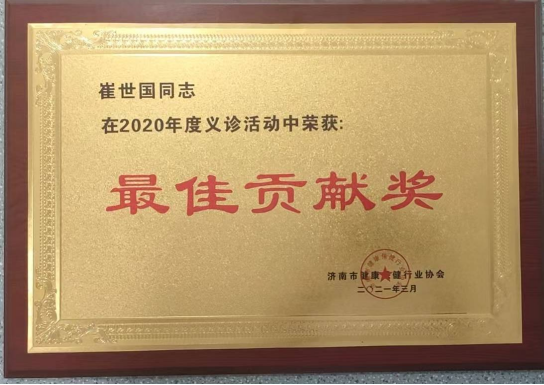 崔世国同志
在2020年度义诊活动中荣获:
最佳贡献奖
济南市健康保健行业协会
二〇二一年三月